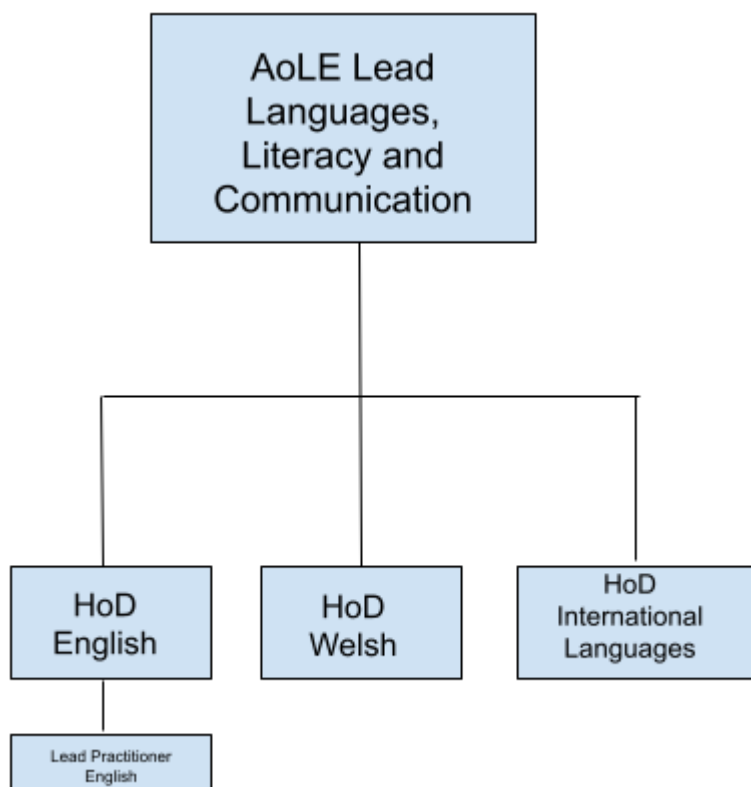 AoLE Lead
Languages,
Literacy and
Communication
HoD
English
HoD
Welsh
HoD
International
Languages
Lead Practitioner
English